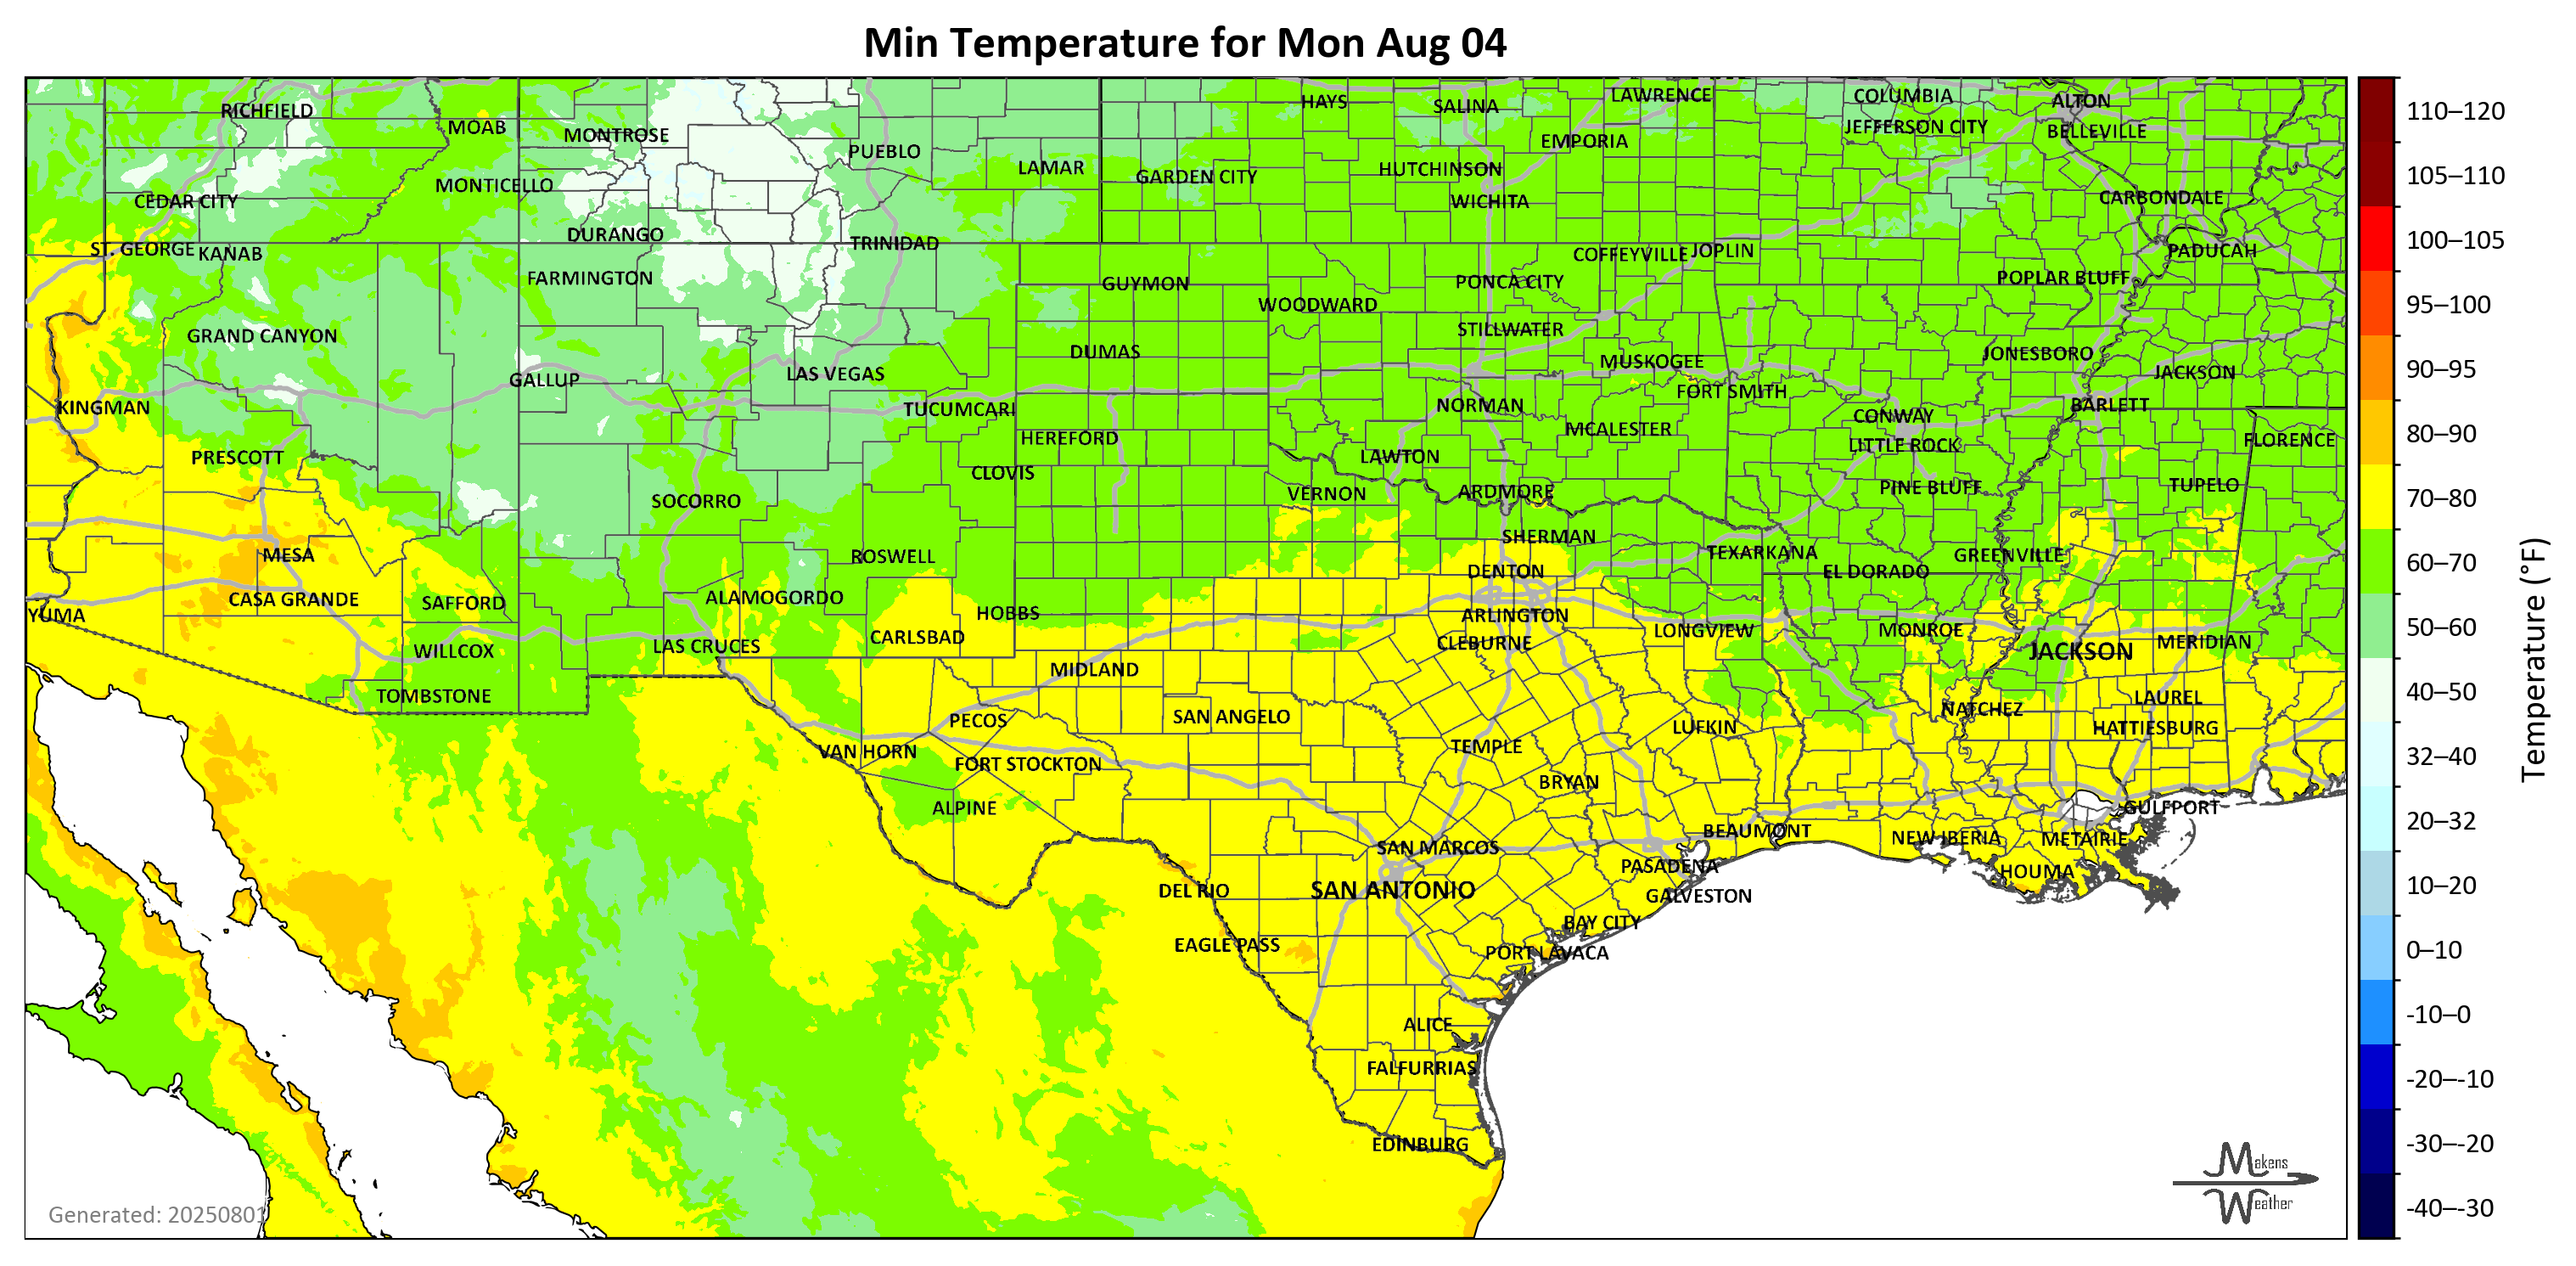 Min Temperature for Mon Aug 04
RICHFIELD
MOAB
MONTROSE
PUEBLO
LAMAR
HAYS
SALINA
LAWRENCE
COLUMBIA
ALTON
EMPORIA
JEFFERSON CITY
BELLEVILLE
MONTICELLO
GARDEN CITY
HUTCHINSON
CEDAR CITY
WICHITA
CARBONDALE
DURANGO
TRINIDAD
ST. GEORGE
KANAB
COFFEYVILLE
JOPLIN
PADUCAH
FARMINGTON
GUYMON
PONCA CITY
POPLAR BLUFF
WOODWARD
GRAND CANYON
STILLWATER
DUMAS
MUSKOGEE
JONESBORO
GALLUP
LAS VEGAS
FORT SMITH
JACKSON
KINGMAN
TUCUMCARI
NORMAN
CONWAY
BARLETT
HEREFORD
MCALESTER
LITTLE ROCK
FLORENCE
PRESCOTT
CLOVIS
LAWTON
SOCORRO
VERNON
ARDMORE
PINE BLUFF
TUPELO
MESA
ROSWELL
SHERMAN
TEXARKANA
GREENVILLE
DENTON
EL DORADO
YUMA
CASA GRANDE
SAFFORD
ALAMOGORDO
HOBBS
ARLINGTON
WILLCOX
LAS CRUCES
CARLSBAD
CLEBURNE
LONGVIEW
MONROE
JACKSON
MERIDIAN
TOMBSTONE
MIDLAND
LAUREL
PECOS
SAN ANGELO
LUFKIN
NATCHEZ
HATTIESBURG
VAN HORN
FORT STOCKTON
TEMPLE
ALPINE
BRYAN
GULFPORT
SAN MARCOS
BEAUMONT
NEW IBERIA
METAIRIE
DEL RIO
SAN ANTONIO
PASADENA
HOUMA
GALVESTON
EAGLE PASS
BAY CITY
PORT LAVACA
ALICE
FALFURRIAS
EDINBURG
Generated: 20250801
Makens
Weather
110–120
105–110
100–105
95–100
90–95
80–90
70–80
60–70
50–60
40–50
32–40
20–32
10–20
0–10
-10–0
-20–-10
-30–-20
-40–-30
Temperature (°F)